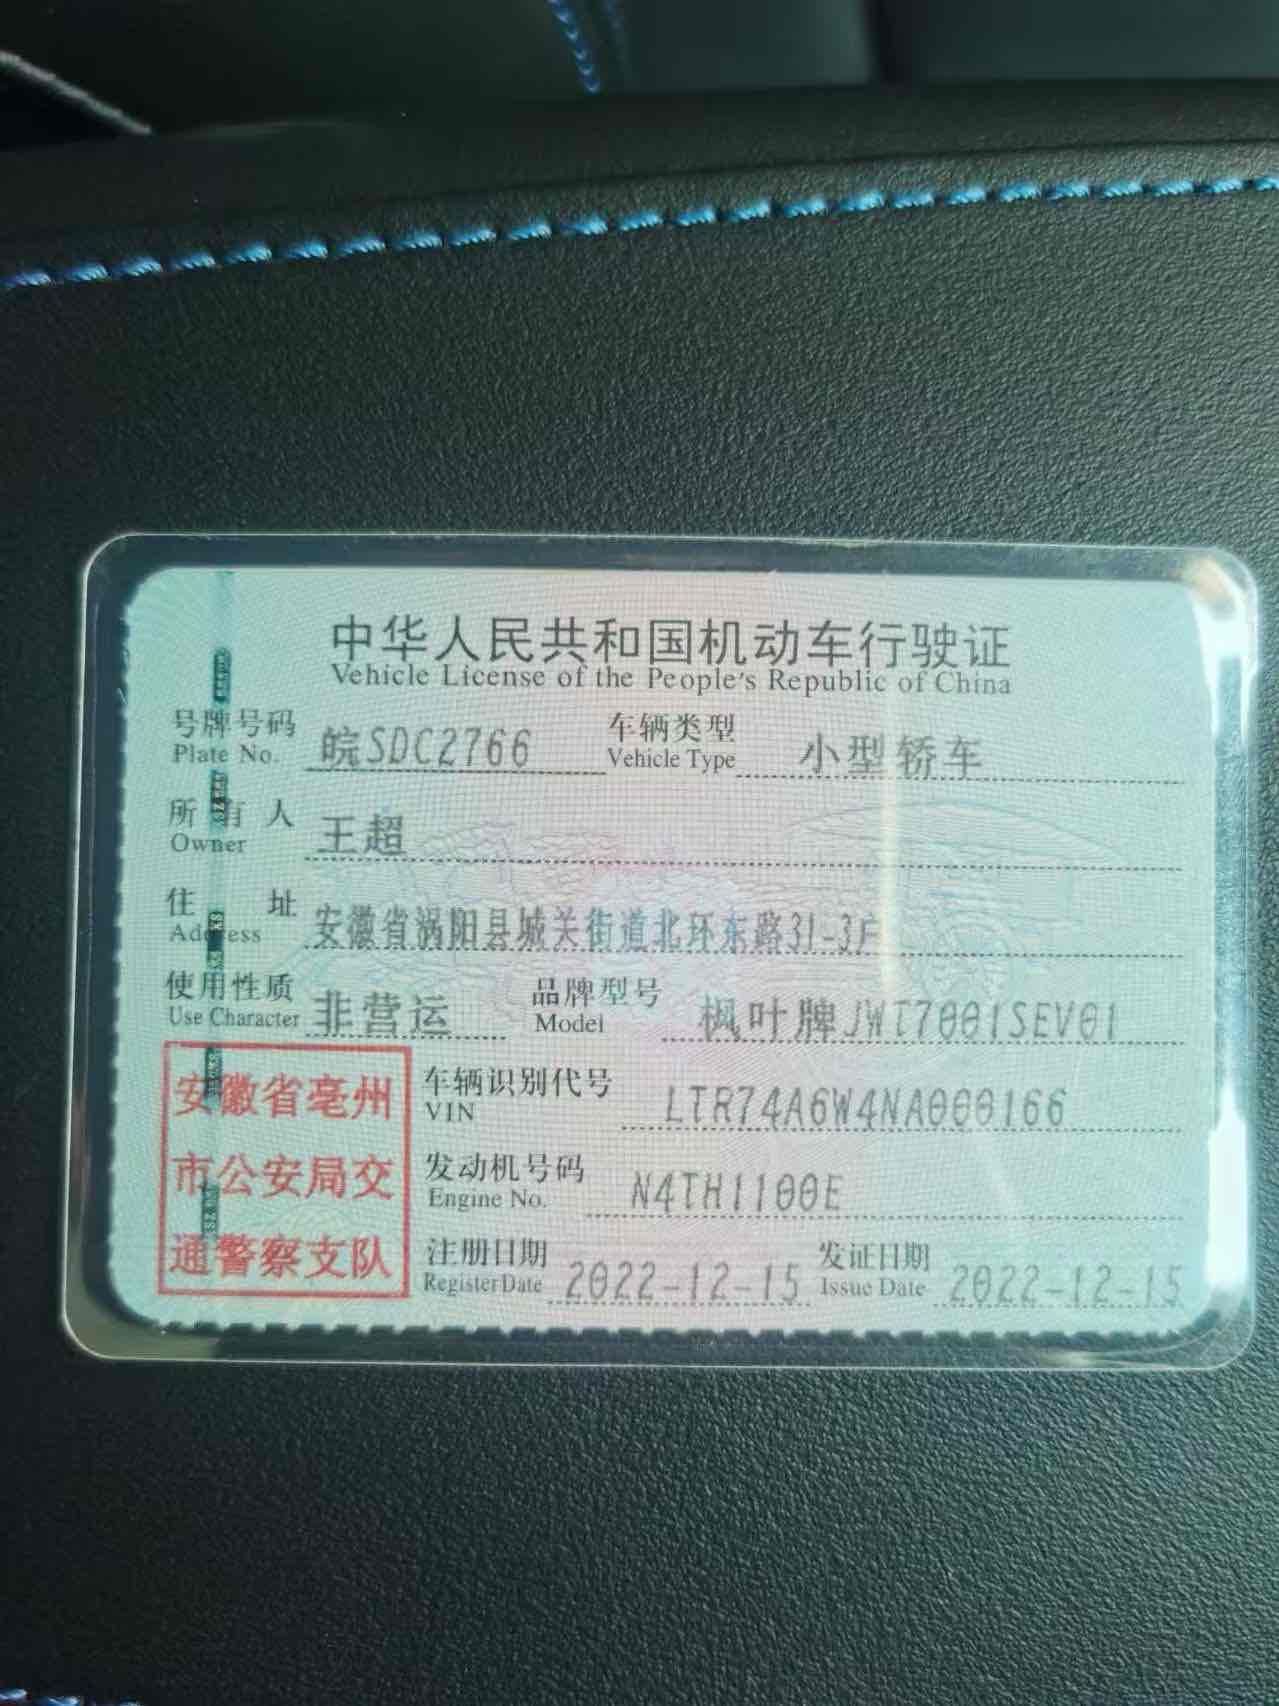 中华人民共和国机动车行驶证
Vehicle License of the People's Republic of China
号牌号码 皖SDC2766 车辆类型 小型轿车
Plate No. Vehicle Type
所有人 王超
Owner
住址 安徽省涡阳县城关街道北环东路31-3户
Address
使用性质 非营运 品牌型号 枫叶牌JWT7001SEV01
Use Character Model
安徽省亳州
市公安局交
通警察支队
车辆识别代号 LTR74A6W4NA000166
VIN
发动机号码 N4TH1100E
Engine No.
注册日期 2022-12-15 发证日期 2022-12-15
Register Date Issue Date